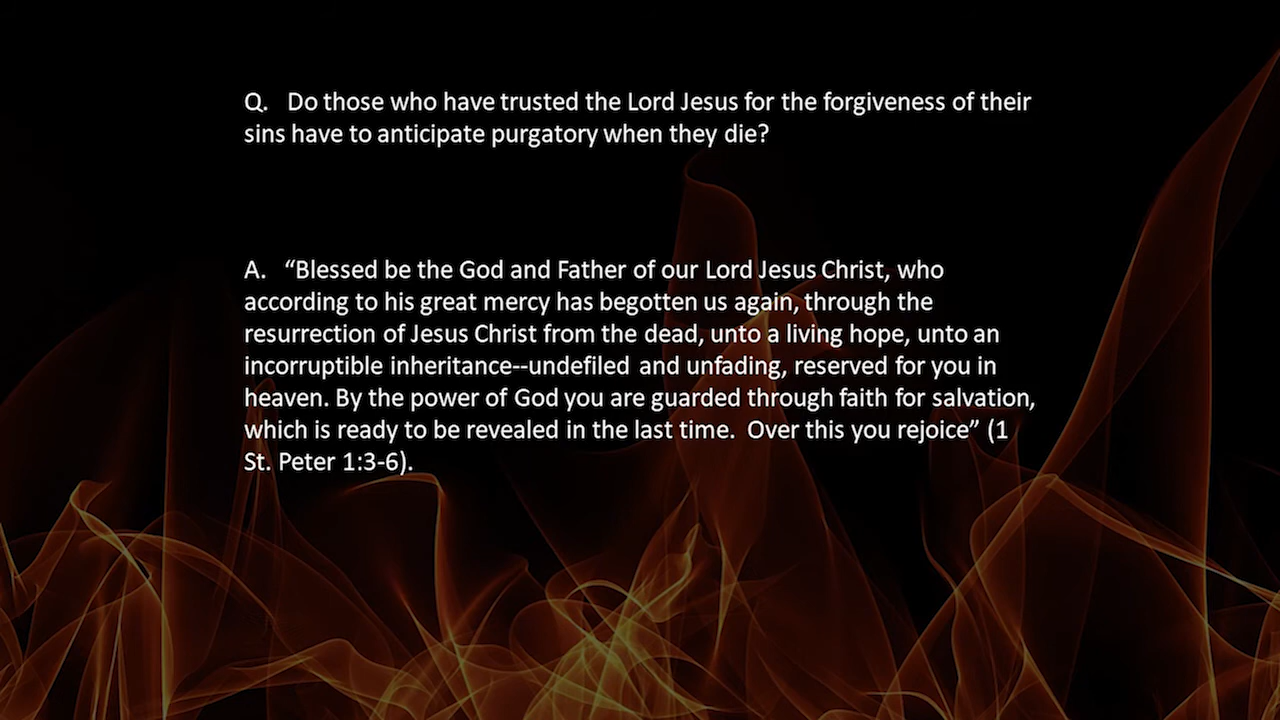 Q. Do those who have trusted the Lord Jesus for the forgiveness of their
sins have to anticipate purgatory when they die?
A. “Blessed be the God and Father of our Lord Jesus Christ, who
according to his great mercy has begotten us again, through the
resurrection of Jesus Christ from the dead, unto a living hope, unto an
incorruptible inheritance--undefiled and unfading, reserved for you in
heaven. By the power of God you are guarded through faith for salvation,
which is ready to be revealed in the last time. Over this you rejoice” (1
St. Peter 1:3-6).